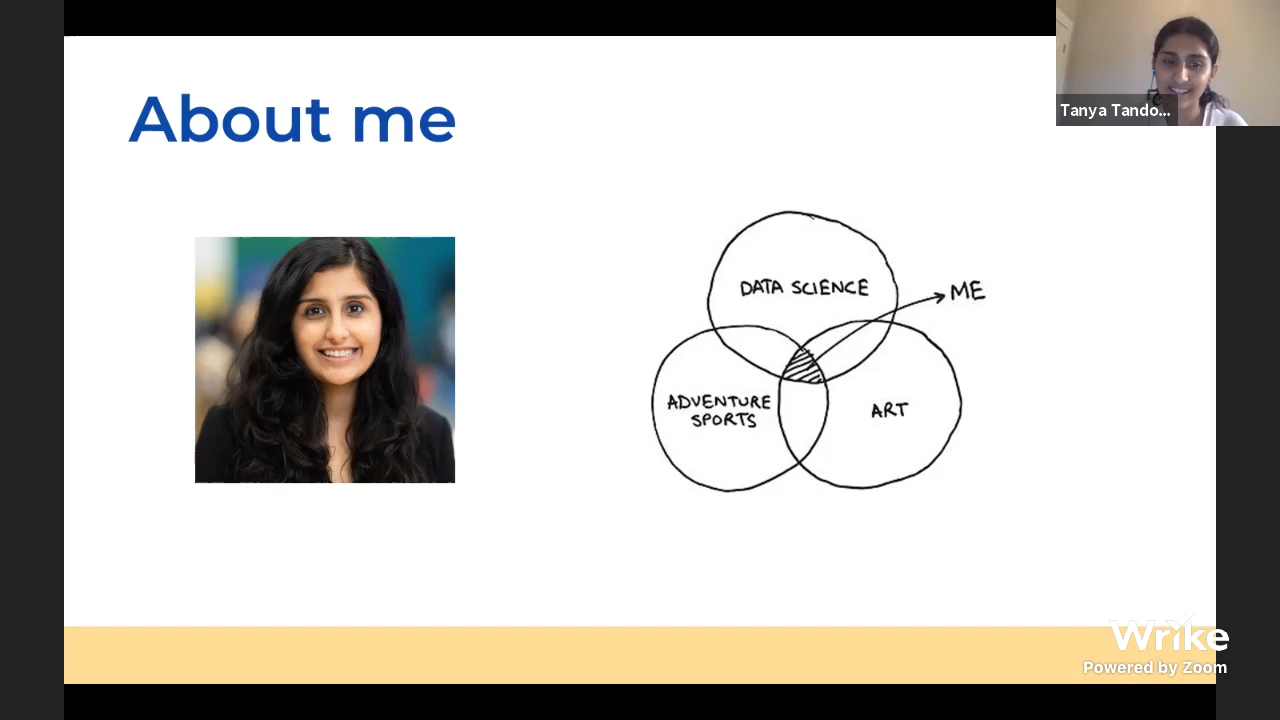 About me
Tanya Tando...
DATA SCIENCE
ME
ADVENTURE
SPORTS
ART
Wrike
Powered by Zoom